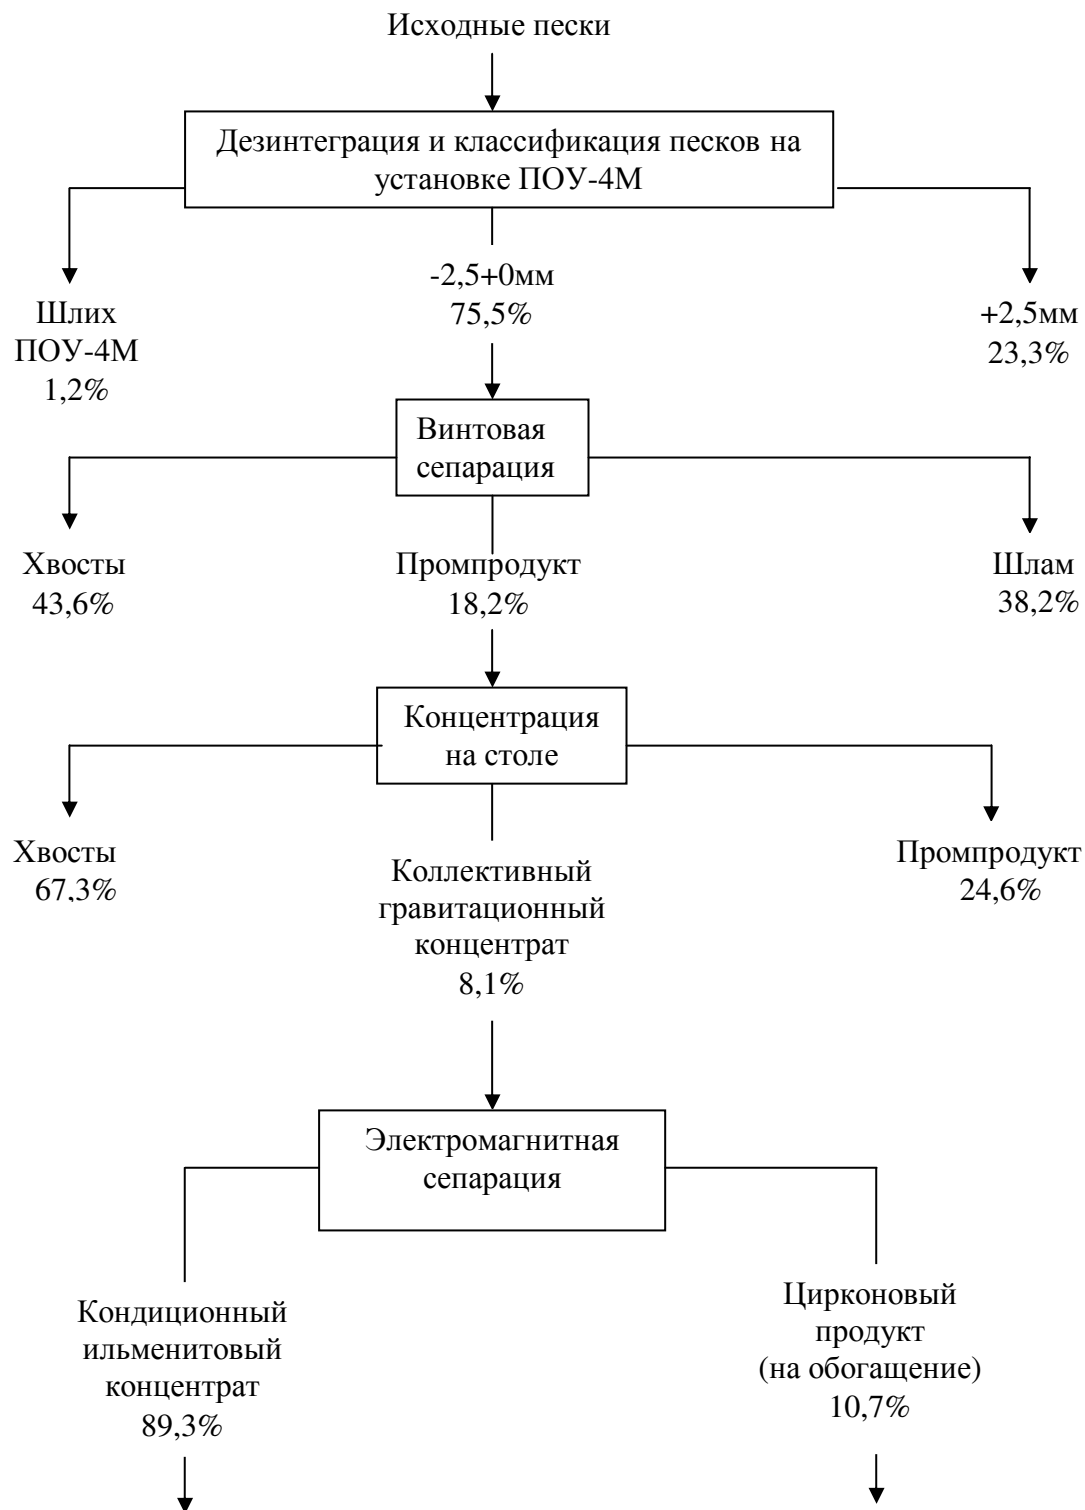 Исходные пески
Дезинтеграция и классификация песков на
установке ПОУ-4М
Шлих
ПОУ-4М
1,2%
-2,5+0мм
75,5%
+2,5мм
23,3%
Винтовая
сепарация
Хвосты
43,6%
Промпродукт
18,2%
Шлам
38,2%
Концентрация
на столе
Хвосты
67,3%
Коллективный
гравитационный
концентрат
8,1%
Промпродукт
24,6%
Электромагнитная
сепарация
Кондиционный
ильменитовый
концентрат
89,3%
Цирконовый
продукт
(на обогащение)
10,7%